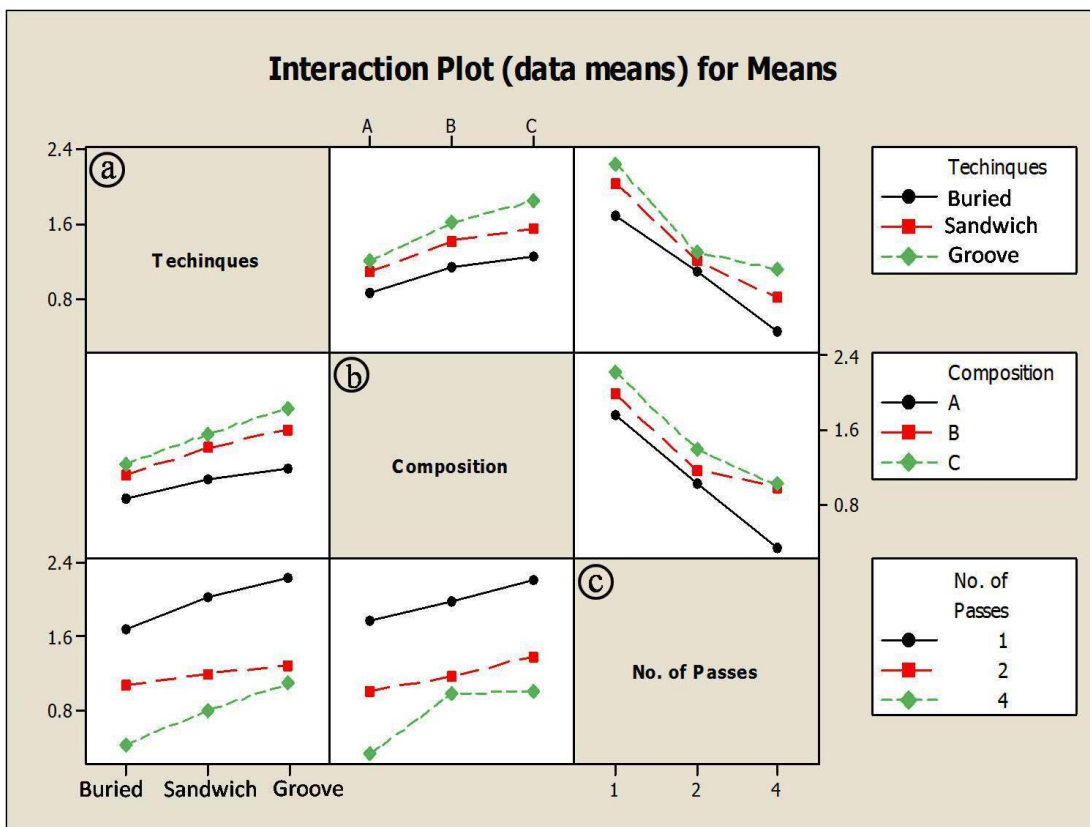 Interaction Plot (data means) for Means
A B C
2.4
1.6
0.8
a
Techinques
Techinques
Buried
Sandwich
Groove
b
Composition
2.4
1.6
0.8
Composition
A
B
C
2.4
1.6
0.8
c
No. of Passes
No. of
Passes
1
2
4
Buried Sandwich Groove
1 2 4